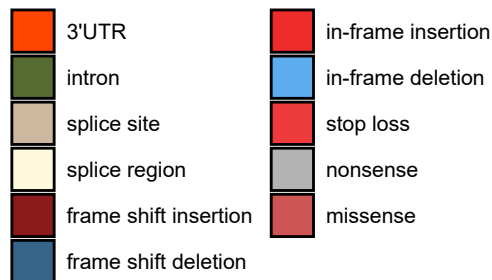 3'UTR
intron
splice site
splice region
frame shift insertion
frame shift deletion
in-frame insertion
in-frame deletion
stop loss
nonsense
missense